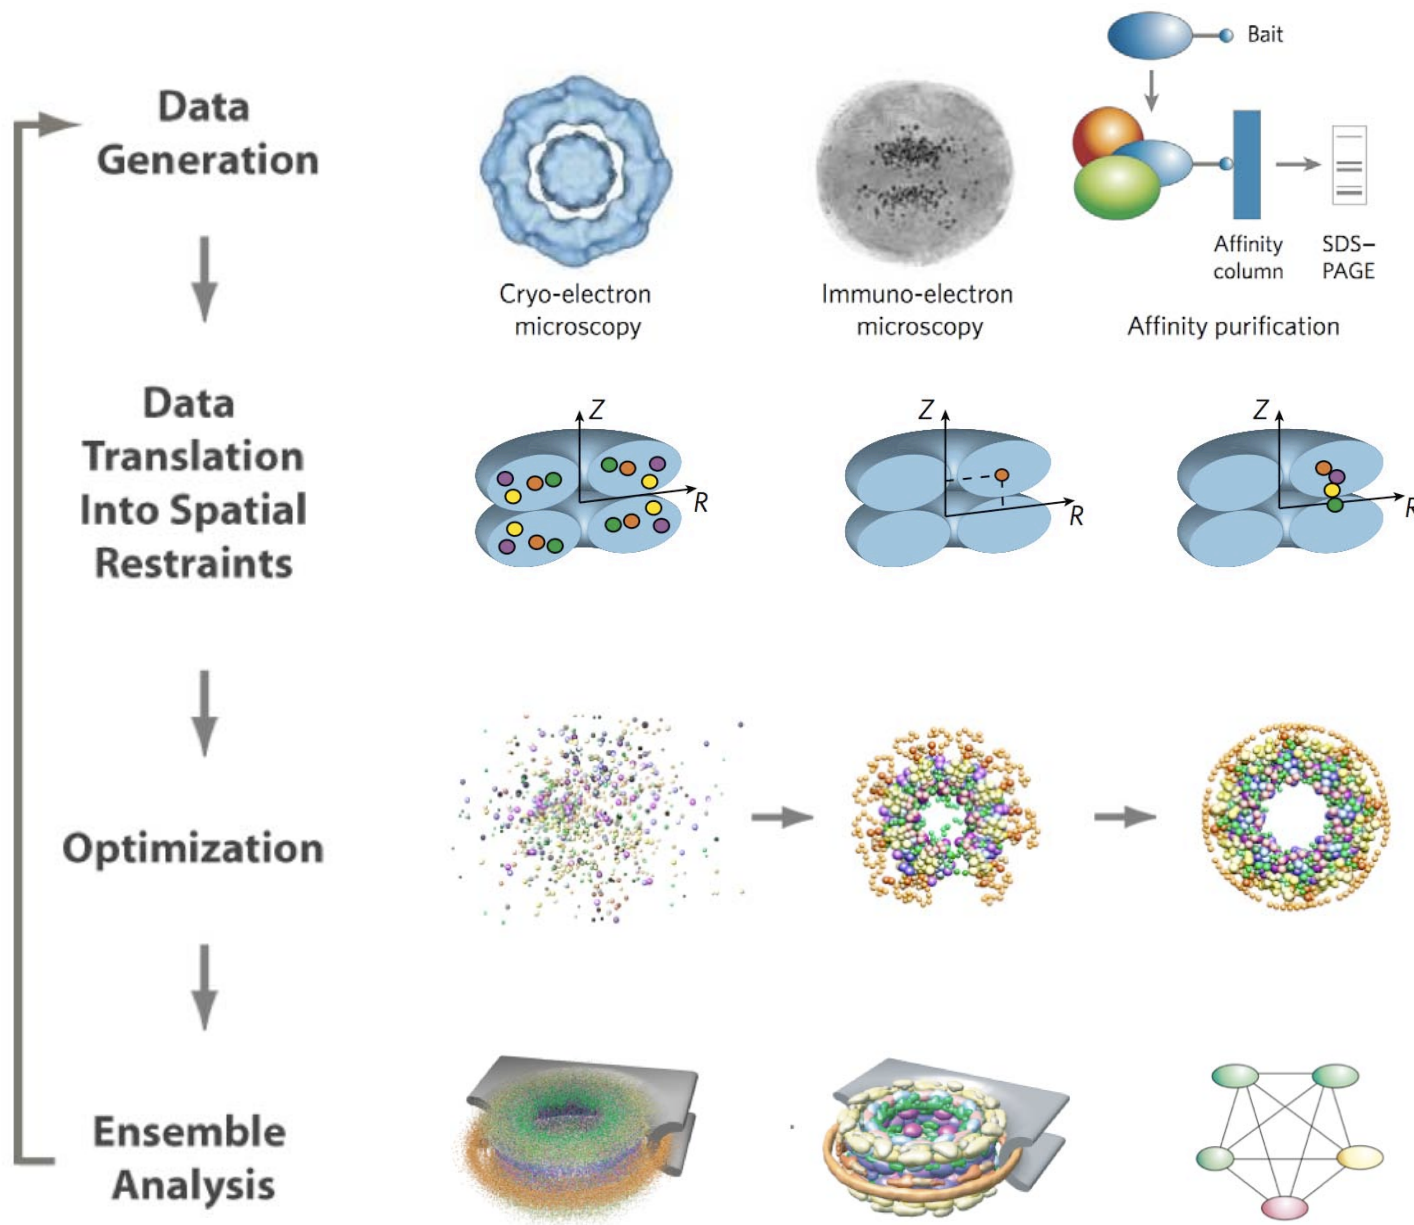 Data
Generation
Bait
Affinity
column
SDS–
PAGE
Cryo-electron
microscopy
Immuno-electron
microscopy
Affinity purification
Data
Translation
Into Spatial
Restraints
Z
R
Z
R
Z
R
Optimization
Ensemble
Analysis